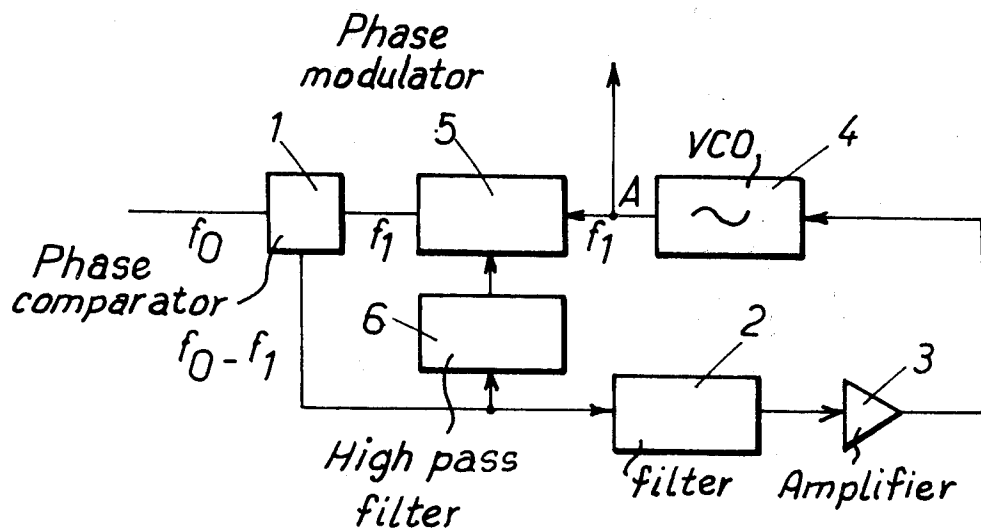 Phase
modulator
1
5
VCO
4
A
f0
f1
f1
Phase
comparator
6
2
3
f0 - f1
High pass
filter
filter
Amplifier